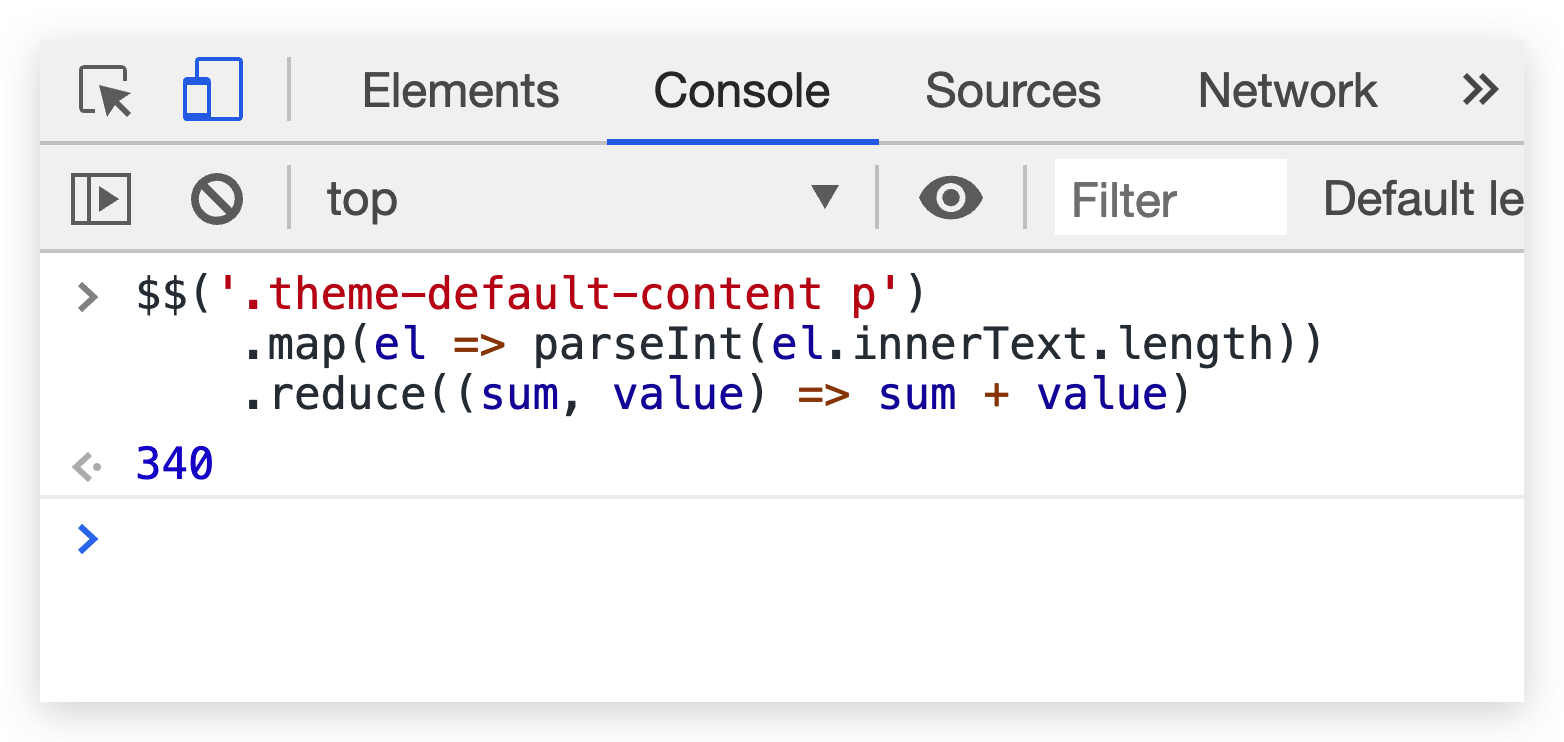 Elements Console Sources Network
top Filter Default le
$$('.theme-default-content p')
.map(el => parseInt(el.innerText.length))
.reduce((sum, value) => sum + value)
340